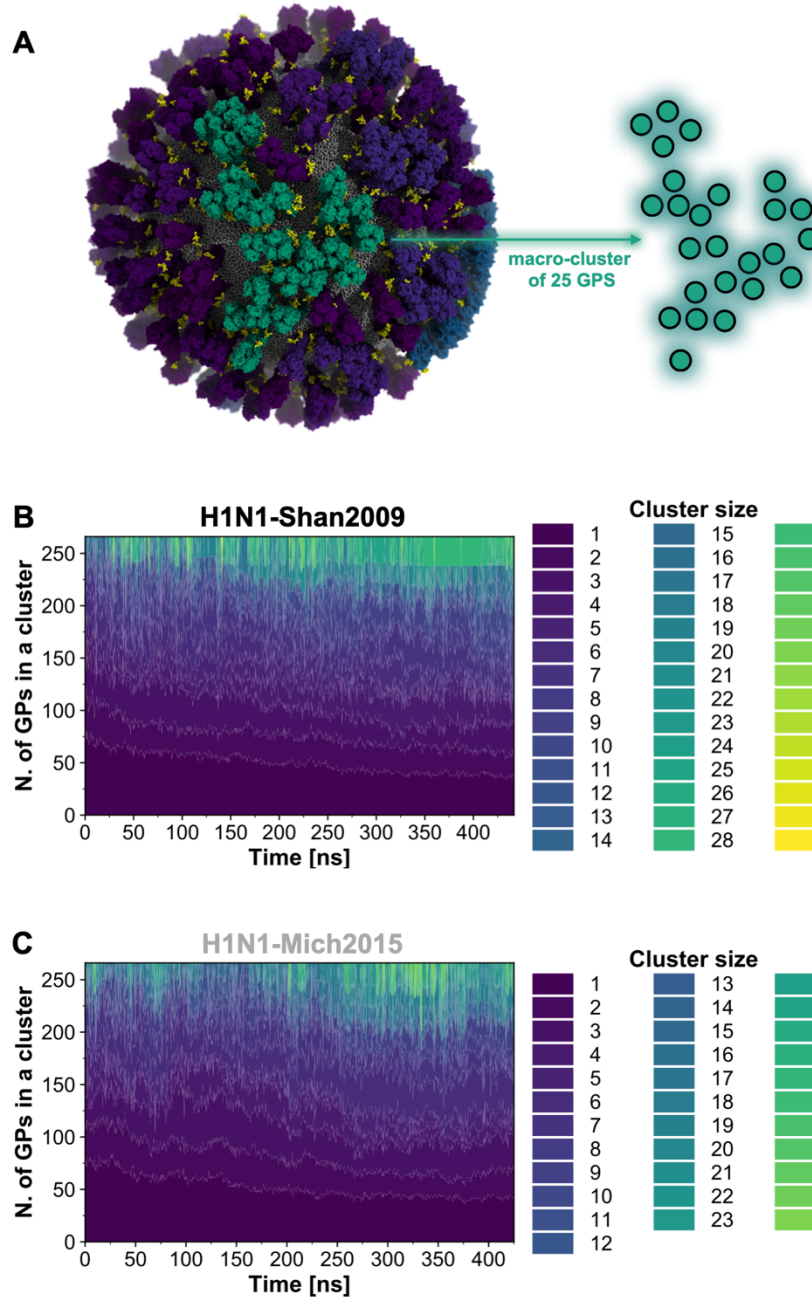 A
macro-cluster
of 25 GPS
B
H1N1-Shan2009
N. of GPs in a cluster
250
200
150
100
50
0
0 50 100 150 200 250 300 350 400
Time [ns]
Cluster size
1 15
2 16
3 17
4 18
5 19
6 20
7 21
8 22
9 23
10 24
11 25
12 26
13 27
14 28
C
H1N1-Mich2015
N. of GPs in a cluster
250
200
150
100
50
0
0 50 100 150 200 250 300 350 400
Time [ns]
Cluster size
1 13
2 14
3 15
4 16
5 17
6 18
7 19
8 20
9 21
10 22
11 23
12